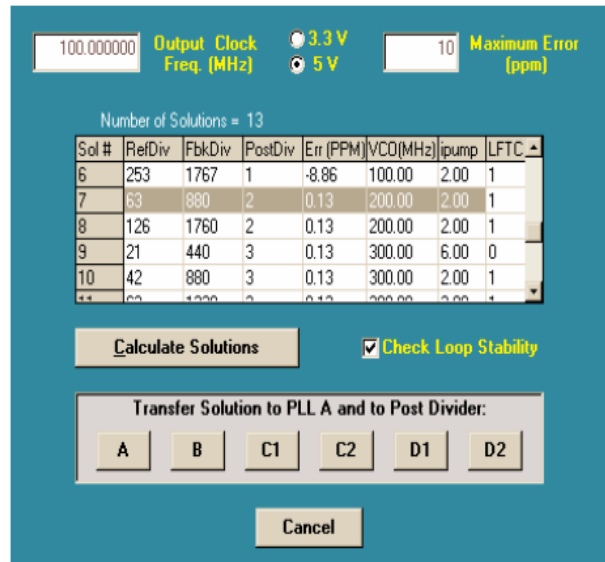 100.000000 Output Clock Freq. (MHz) 3.3 V 5 V 10 Maximum Error (ppm)
Number of Solutions = 13
Sol # RefDiv FbkDiv PostDiv Err (PPM) VCO(MHz) ipump LFTC
6 253 1767 1 -8.86 100.00 2.00 1
7 63 880 2 0.13 200.00 2.00 1
8 126 1760 2 0.13 200.00 2.00 1
9 21 440 3 0.13 300.00 6.00 0
10 42 880 3 0.13 300.00 2.00 1
Calculate Solutions Check Loop Stability
Transfer Solution to PLL A and to Post Divider:
A B C1 C2 D1 D2
Cancel